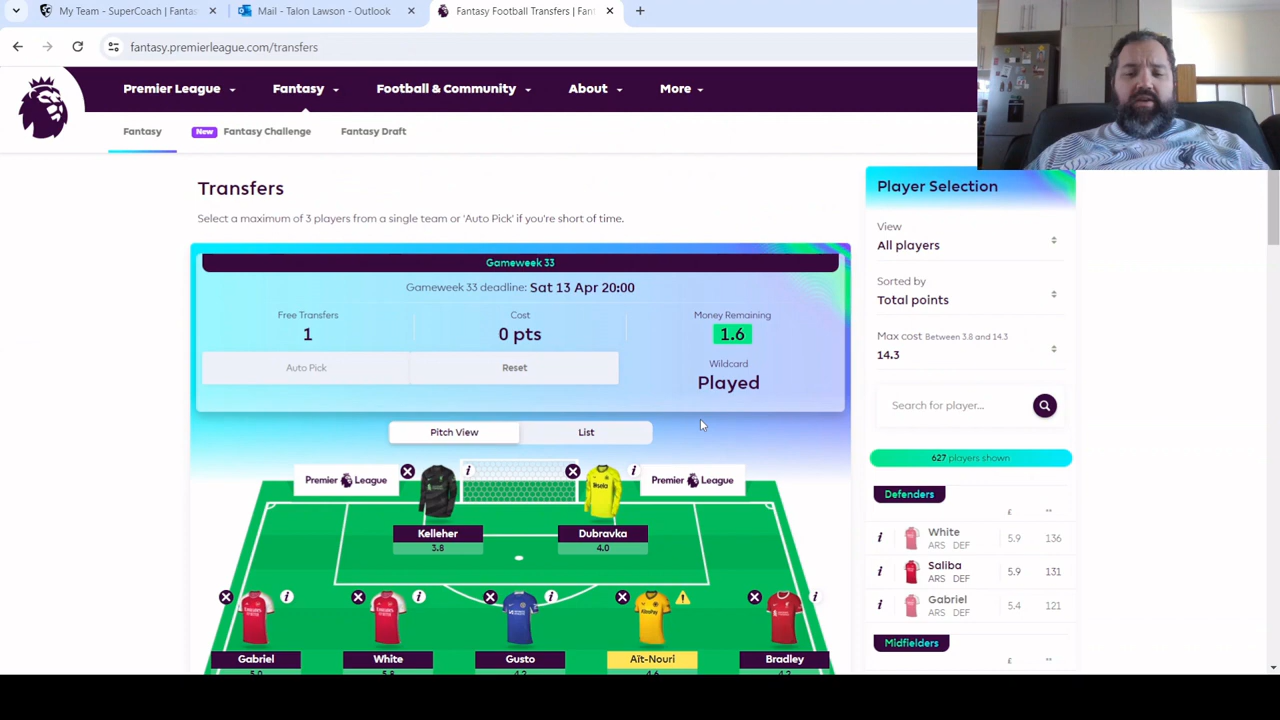 My Team - SuperCoach | Fantas
Mail - Talon Lawson - Outlook
Fantasy Football Transfers | Fant
fantasy.premierleague.com/transfers
Premier League
Fantasy
Football & Community
About
More
Fantasy
New
Fantasy Challenge
Fantasy Draft
Transfers
Select a maximum of 3 players from a single team or 'Auto Pick' if you're short of time.
Gameweek 33
Gameweek 33 deadline: Sat 13 Apr 20:00
Free Transfers
1
Cost
0 pts
Money Remaining
1.6
Auto Pick
Reset
Wildcard
Played
Pitch View
List
Premier League
Premier League
Kelleher
3.8
Dubravka
4.0
Gabriel
White
Gusto
Aït-Nouri
Bradley
Player Selection
View
All players
Sorted by
Total points
Max cost Between 3.8 and 14.3
14.3
Search for player...
627 players shown
Defenders
£ **
White
ARS DEF
5.9 136
Saliba
ARS DEF
5.9 131
Gabriel
ARS DEF
5.4 121
Midfielders
£ **